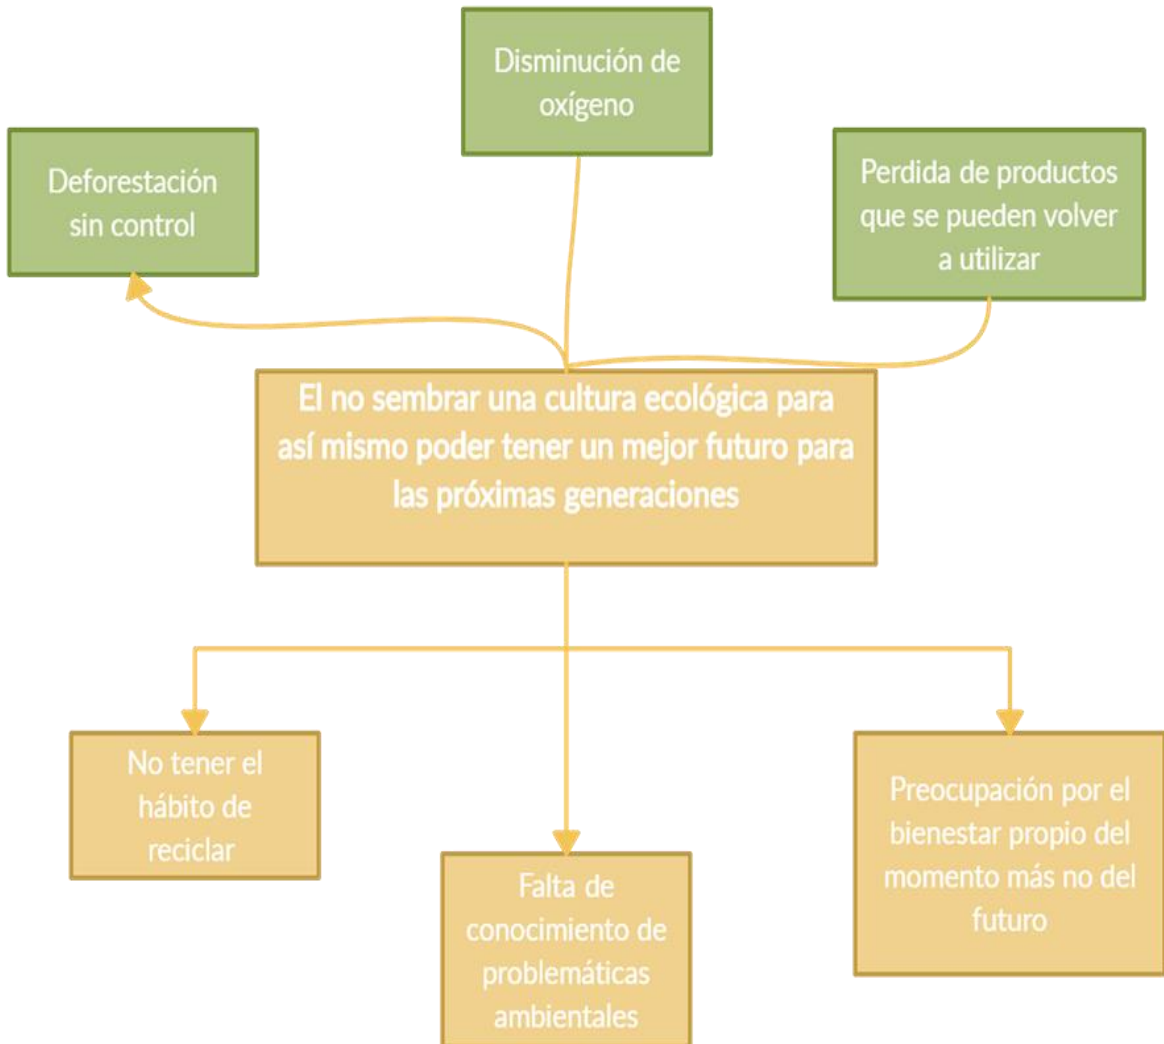 Disminución de
oxígeno
Deforestación
sin control
Perdida de productos
que se pueden volver
a utilizar
El no sembrar una cultura ecológica para
así mismo poder tener un mejor futuro para
las próximas generaciones
No tener el
hábito de
reciclar
Falta de
conocimiento de
problemáticas
ambientales
Preocupación por el
bienestar propio del
momento más no del
futuro